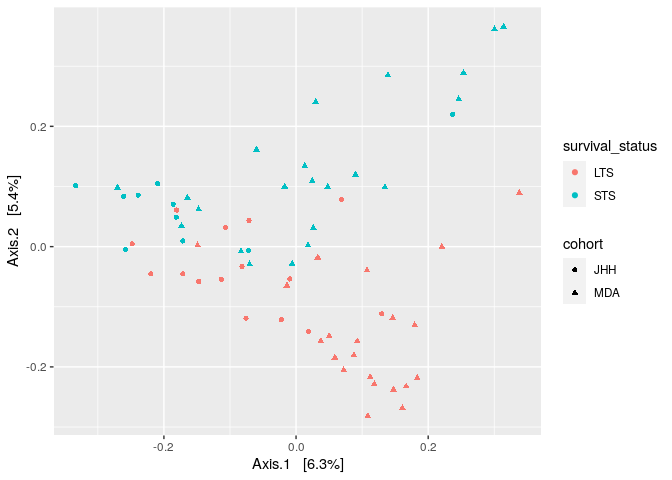 0.2
0.0
-0.2
Axis.2 [5.4%]
-0.2
0.0
0.2
Axis.1 [6.3%]
survival_status
LTS
STS
cohort
JHH
MDA